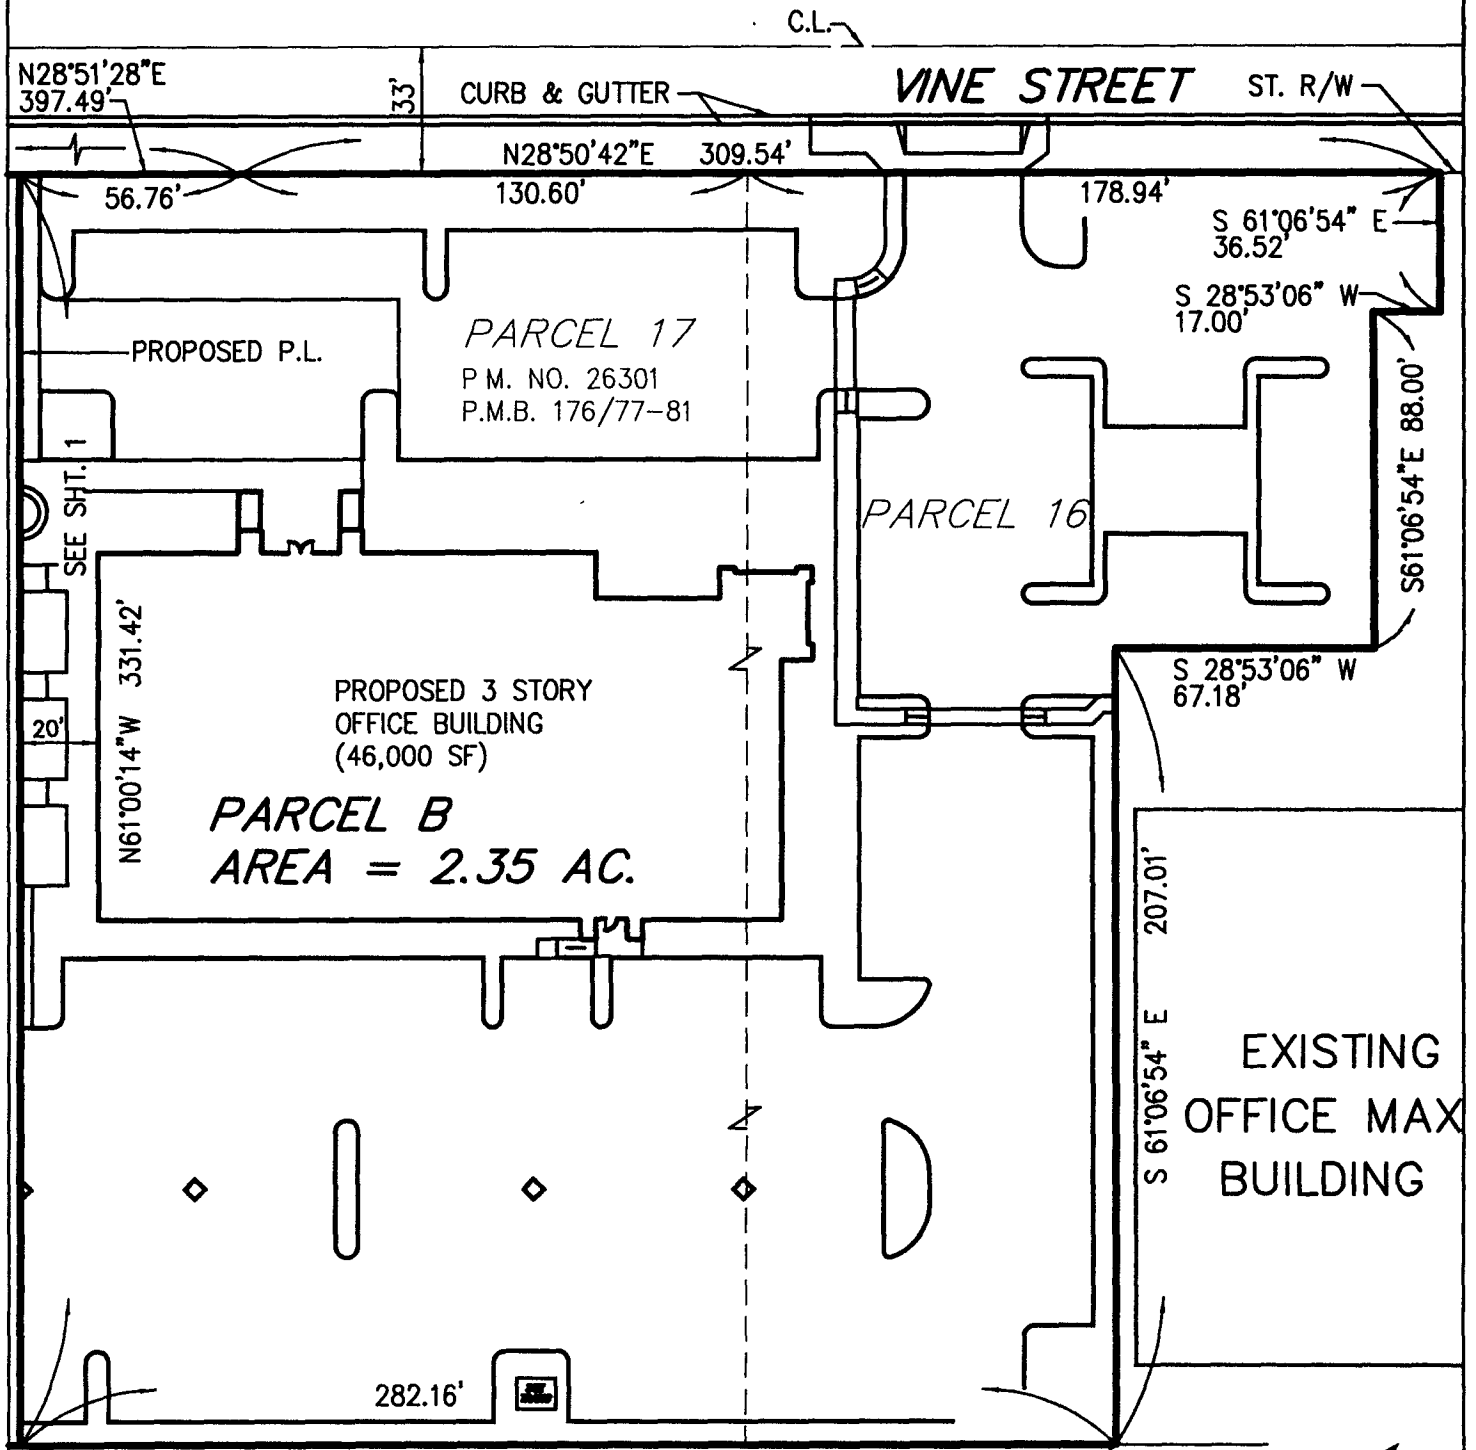 C.L.
N28°51'28"E
397.49'
33'
CURB & GUTTER
VINE STREET
ST. R/W
N28°50'42"E 309.54'
56.76'
130.60'
178.94'
S 61°06'54" E
36.52'
S 28°53'06" W
17.00'
PROPOSED P.L.
PARCEL 17
P M. NO. 26301
P.M.B. 176/77-81
S61°06'54"E 88.00'
SEE SHT. 1
PARCEL 16
N61°00'14"W 331.42'
S 28°53'06" W
67.18'
PROPOSED 3 STORY
OFFICE BUILDING
(46,000 SF)
20'
PARCEL B
AREA = 2.35 AC.
S 61°06'54" E 207.01'
EXISTING
OFFICE MAX
BUILDING
282.16'